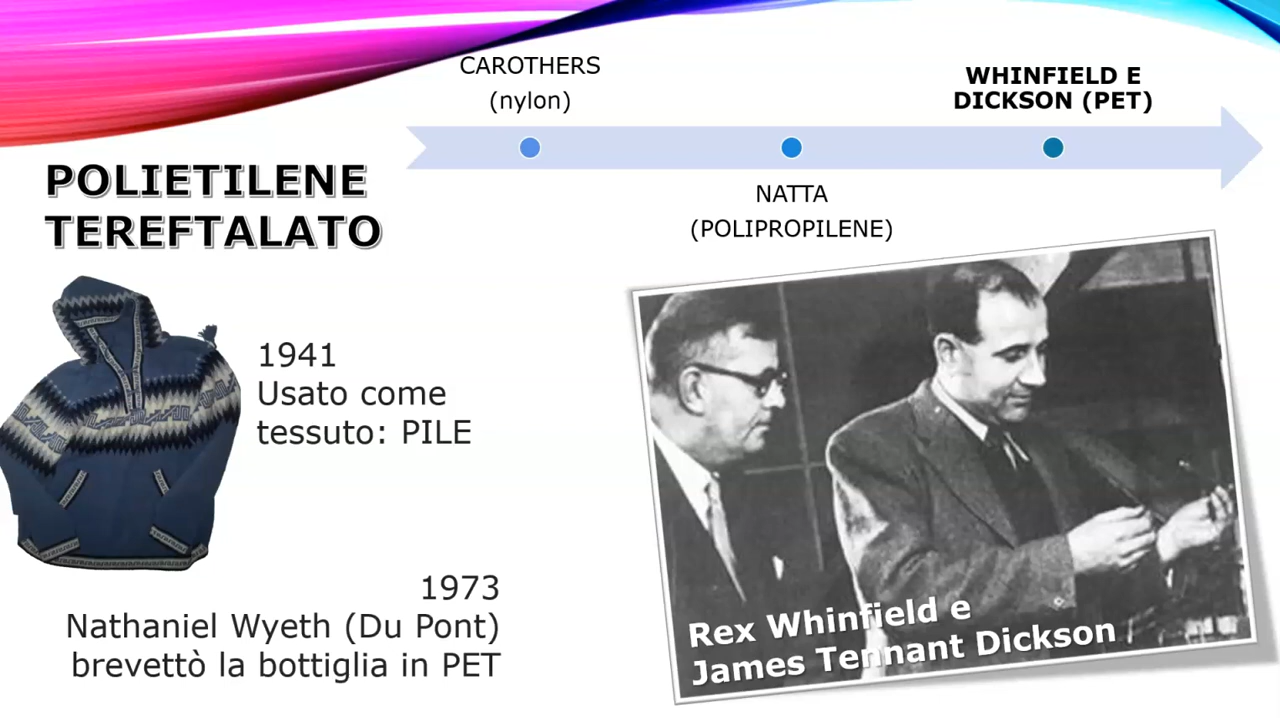 CAROTHERS
(nylon)
WHINFIELD E
DICKSON (PET)
NATTA
(POLIPROPILENE)
POLIETILENE
TEREFTALATO
1941
Usato come
tessuto: PILE
1973
Nathaniel Wyeth (Du Pont)
brevettò la bottiglia in PET
Rex Whinfield e
James Tennant Dickson